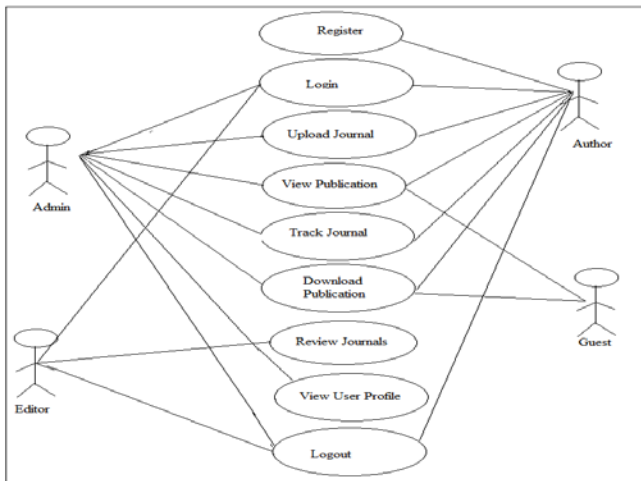 Register
Login
Upload Journal
Author
View Publication
Admin
Track Journal
Download
Publication
Review Journals
Guest
View User Profile
Editor
Logout